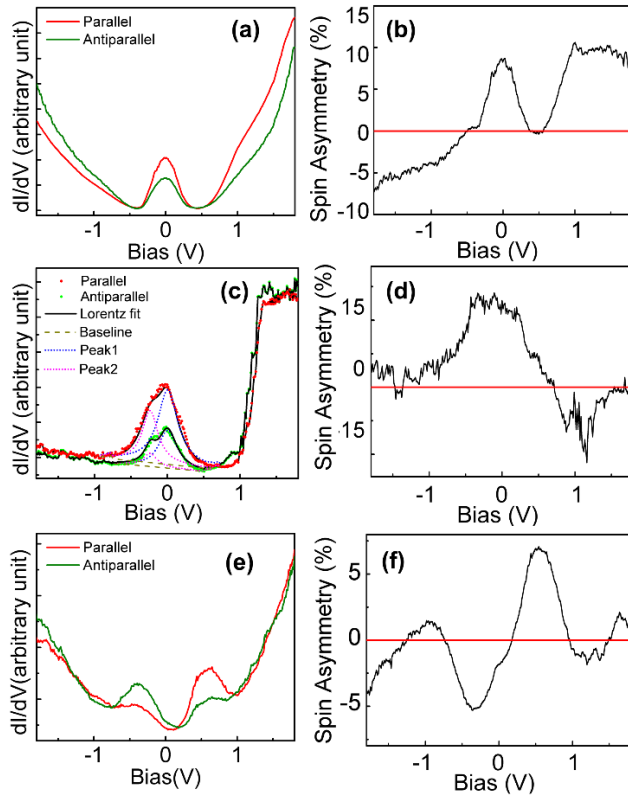 Parallel
Antiparallel
(a)
dI/dV (arbitrary unit)
-1
0
1
Bias (V)
(b)
Spin Asymmetry (%)
15
10
5
0
-5
-10
-1
0
1
Bias (V)
Parallel
Antiparallel
Lorentz fit
Baseline
Peak1
Peak2
(c)
dI/dV (arbitrary unit)
-1
0
1
Bias (V)
(d)
Spin Asymmetry (%)
15
0
-15
-1
0
1
Bias (V)
Parallel
Antiparallel
(e)
dI/dV (arbitrary unit)
-1
0
1
Bias(V)
(f)
Spin Asymmetry (%)
5
0
-5
-1
0
1
Bias (V)